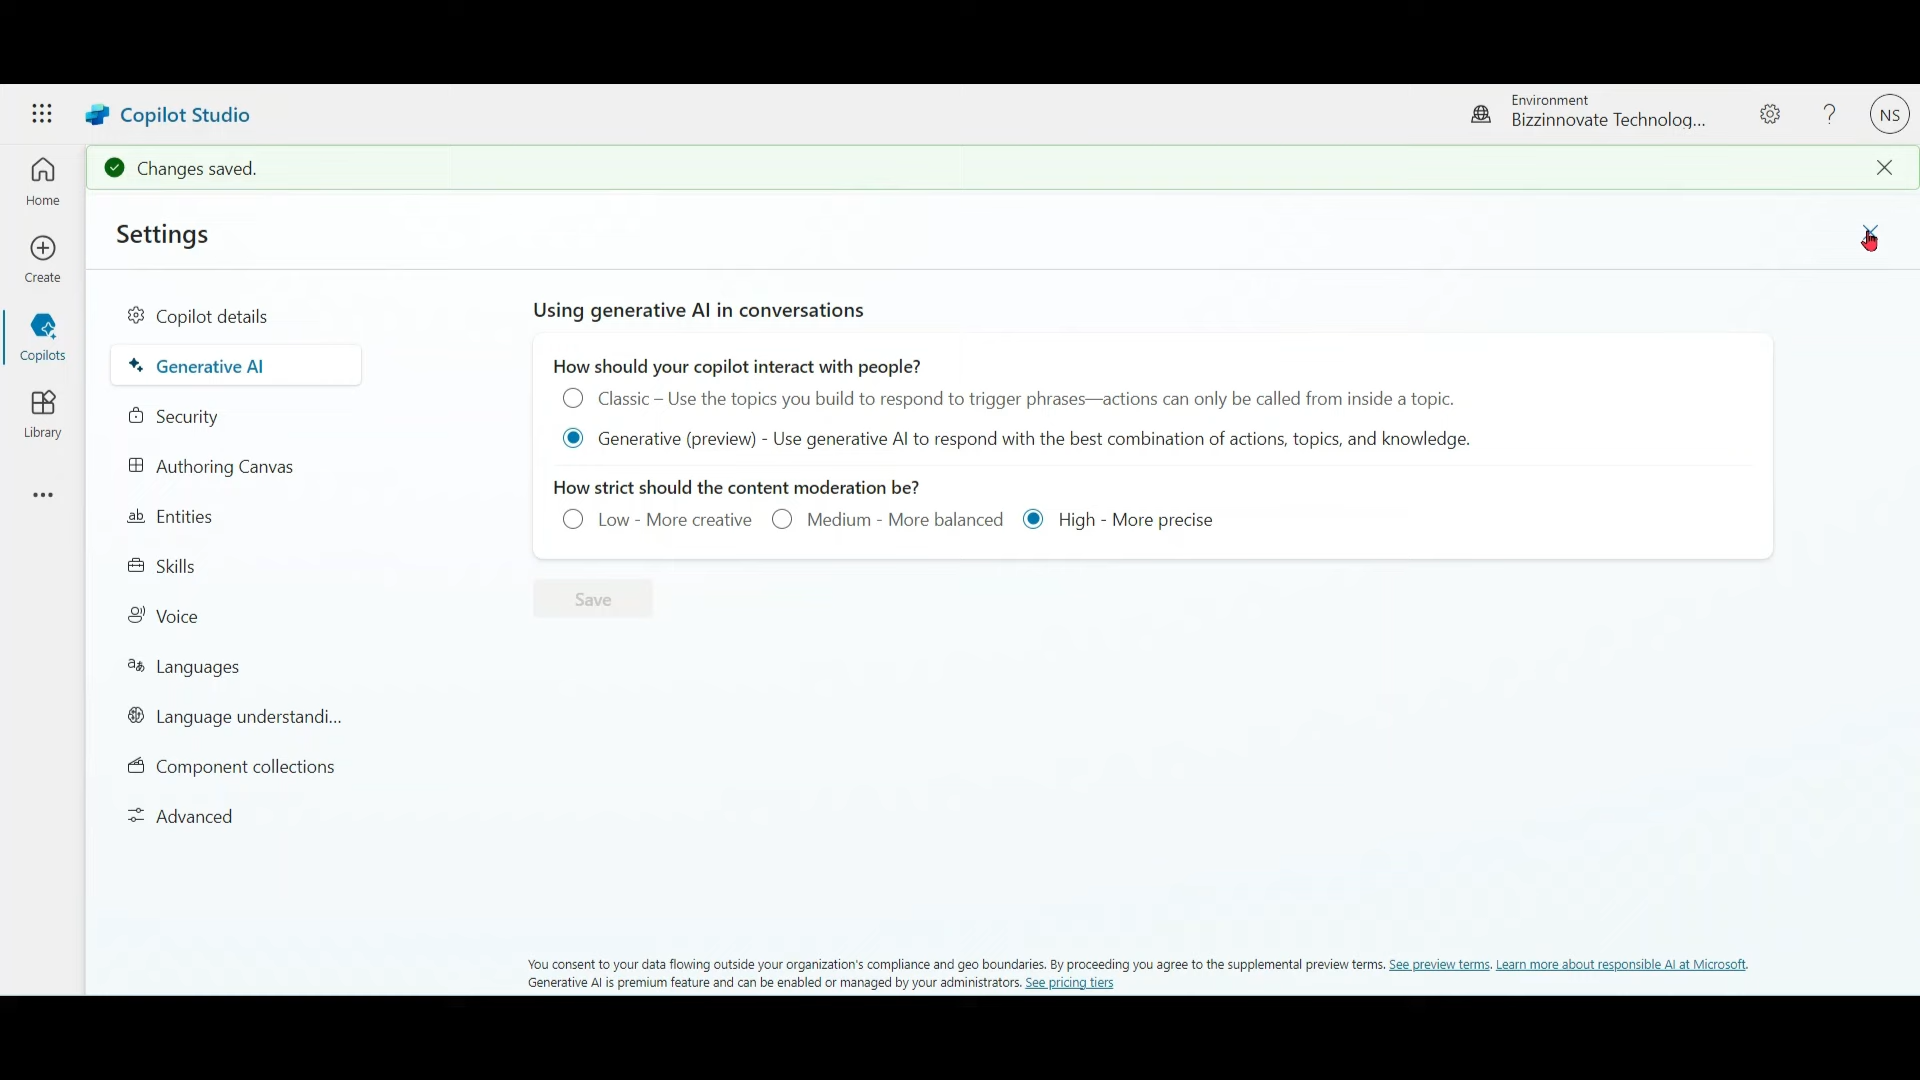 Copilot Studio
Environment
Bizzinnovate Technolog...
?
NS
Changes saved.
Home
Create
Copilots
Library
Settings
Copilot details
Generative AI
Security
Authoring Canvas
Entities
Skills
Voice
Languages
Language understandi...
Component collections
Advanced
Using generative AI in conversations
How should your copilot interact with people?
Classic – Use the topics you build to respond to trigger phrases—actions can only be called from inside a topic.
Generative (preview) - Use generative AI to respond with the best combination of actions, topics, and knowledge.
How strict should the content moderation be?
Low - More creative Medium - More balanced High - More precise
Save
You consent to your data flowing outside your organization's compliance and geo boundaries. By proceeding you agree to the supplemental preview terms. See preview terms. Learn more about responsible AI at Microsoft.
Generative AI is premium feature and can be enabled or managed by your administrators. See pricing tiers